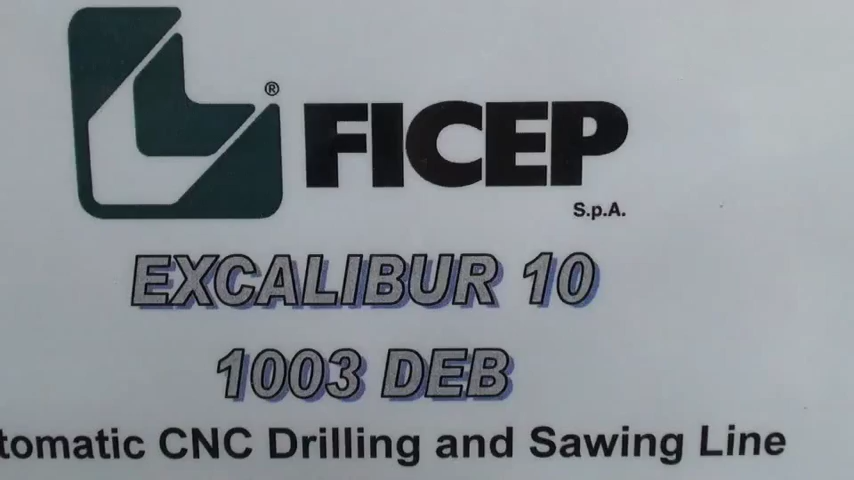 ®
FICEP
S.p.A.
EXCALIBUR 10
1003 DEB
tomatic CNC Drilling and Sawing Line